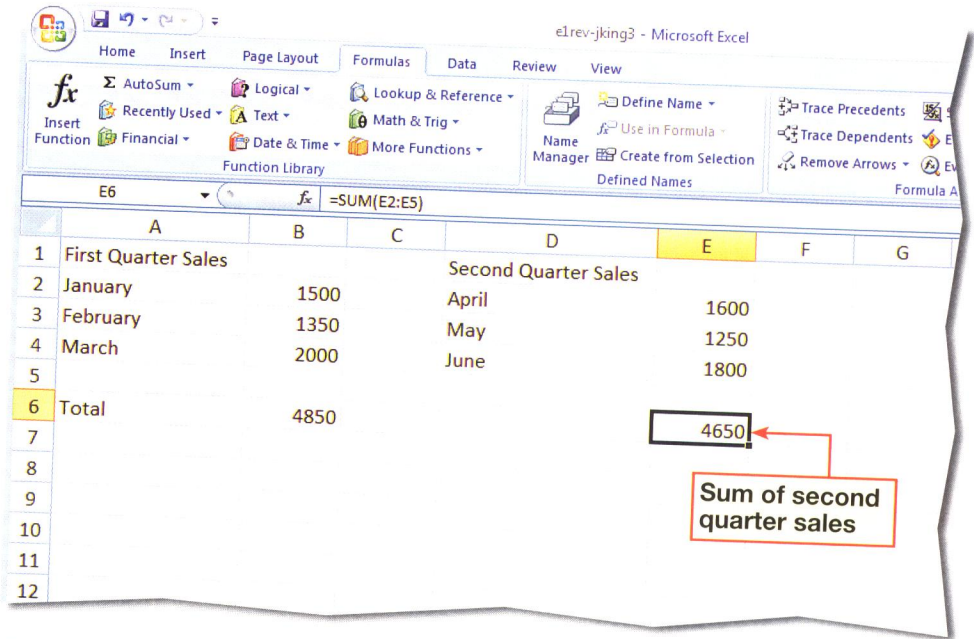 e1rev-jking3 - Microsoft Excel
Home Insert Page Layout Formulas Data Review View
fx Insert Function
Σ AutoSum
Recently Used
Financial
Logical
Text
Date & Time
Lookup & Reference
Math & Trig
More Functions
Function Library
Name Manager
Define Name
Use in Formula
Create from Selection
Defined Names
Trace Precedents
Trace Dependents
Remove Arrows
Formula A
E6 fx =SUM(E2:E5)
A B C D E F G
1 First Quarter Sales Second Quarter Sales
2 January 1500 April 1600
3 February 1350 May 1250
4 March 2000 June 1800
5
6 Total 4850 4650
7
8
9
10
11
12
Sum of second
quarter sales